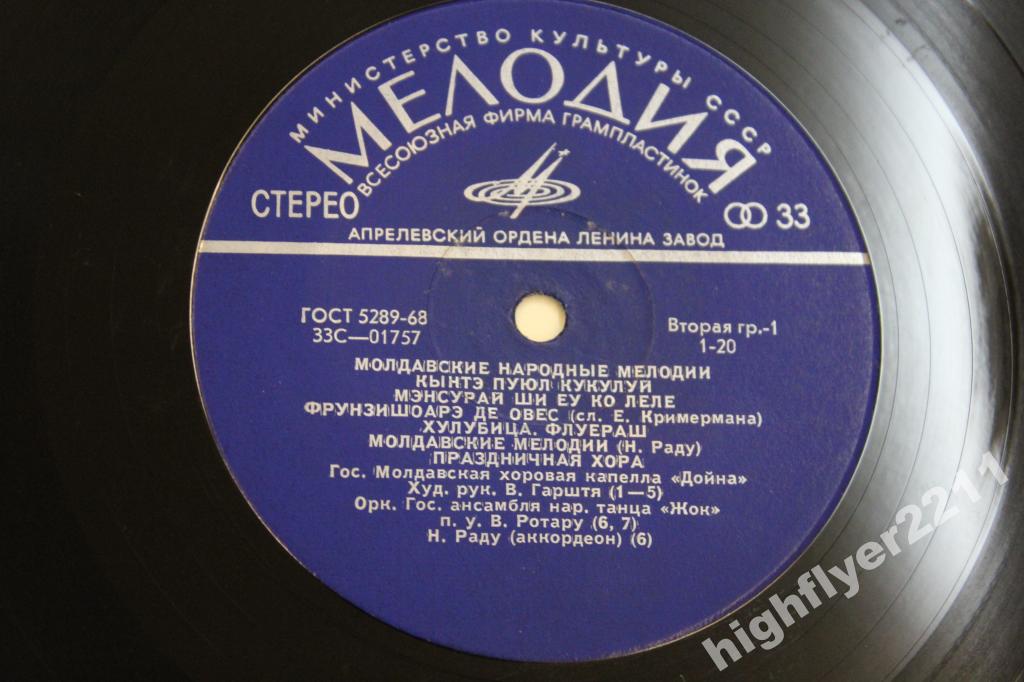 МИНИСТЕРСТВО КУЛЬТУРЫ СССР
МЕЛОДИЯ
ВСЕСОЮЗНАЯ ФИРМА ГРАМПЛАСТИНОК
СТЕРЕО
33
АПРЕЛЕВСКИЙ ОРДЕНА ЛЕНИНА ЗАВОД
ГОСТ 5289-68
33С—01757
Вторая гр.-1
1-20
МОЛДАВСКИЕ НАРОДНЫЕ МЕЛОДИИ
КЫНТЭ ПУЮЛ КУКУЛУЙ
МЭНСУРАЙ ШИ ЕУ КО ЛЕЛЕ
ФРУНЗИШОАРЭ ДЕ ОВЕС (сл. Е. Кримермана)
ХУЛУБИЦА. ФЛУЕРАШ
МОЛДАВСКИЕ МЕЛОДИИ (Н. Раду)
ПРАЗДНИЧНАЯ ХОРА
Гос. Молдавская хоровая капелла «Дойна»
Худ. рук. В. Гарштя (1—5)
Орк. Гос. ансамбля нар. танца «Жок»
п. у. В. Ротару (6, 7)
Н. Раду (аккордеон) (6)
highflyer2211